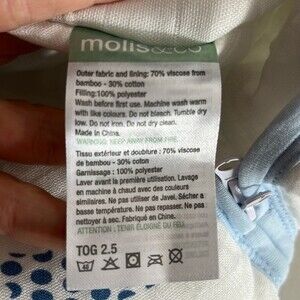 molis&co
Outer fabric and lining: 70% viscose from
bamboo - 30% cotton
Filling:100% polyester
Wash before first use. Machine wash warm
with like colours. Do not bleach. Tumble dry
low. Do not iron. Do not dry clean.
Made in China.
WARNING: KEEP AWAY FROM FIRE.
Tissu extérieur et doublure : 70% viscose
de bamboo - 30% coton
Garnissage : 100% polyester
Laver avant la première utilisation. Lavage
en machine à chaud avec des couleurs
similaires. Ne pas utiliser de Javel. Sécher à
basse température. Ne pas repasser. Ne
nettoyez pas à sec.
Fabriqué en Chine.
ATTENTION : TENIR ÉLOIGNÉ DU FEU
TOG 2.5